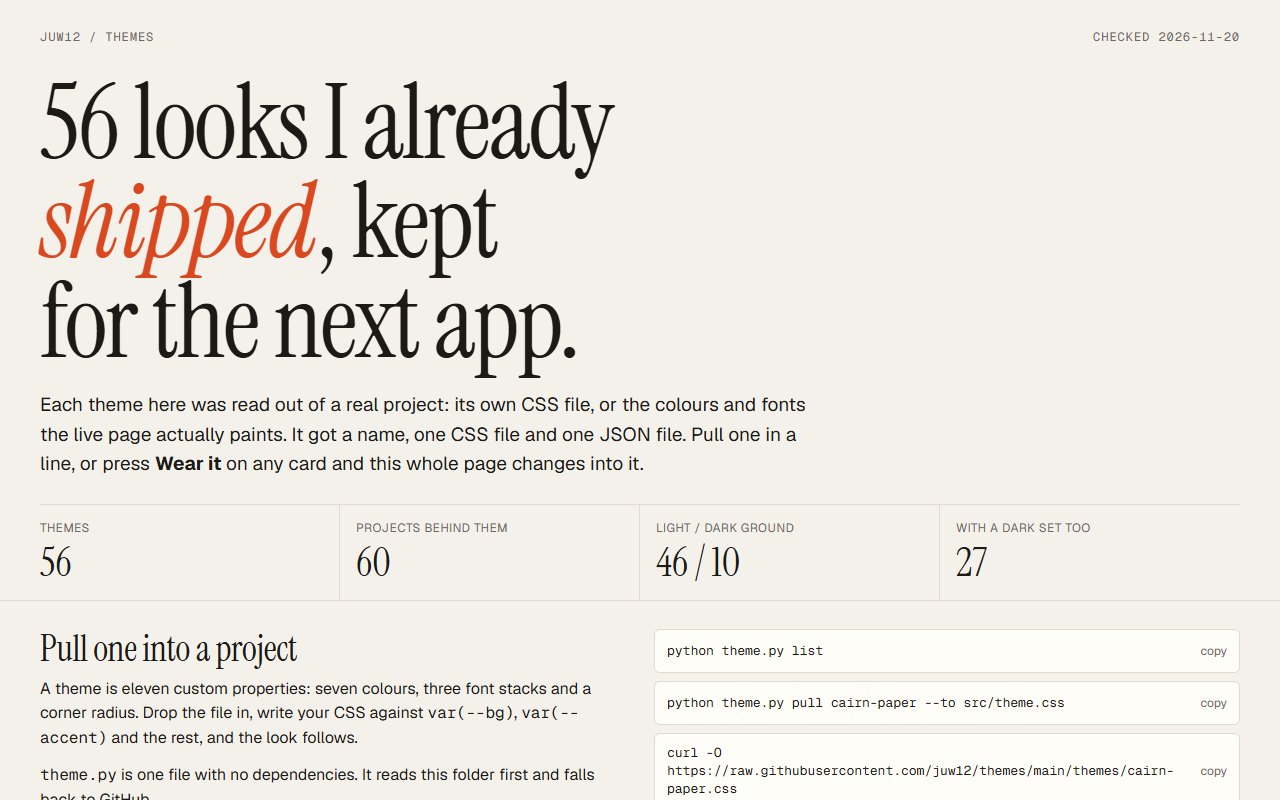 JUW12 / THEMES
CHECKED 2026-11-20
56 looks I already
shipped, kept
for the next app.
Each theme here was read out of a real project: its own CSS file, or the colours and fonts
the live page actually paints. It got a name, one CSS file and one JSON file. Pull one in a
line, or press Wear it on any card and this whole page changes into it.
THEMES
56
PROJECTS BEHIND THEM
60
LIGHT / DARK GROUND
46 / 10
WITH A DARK SET TOO
27
Pull one into a project
A theme is eleven custom properties: seven colours, three font stacks and a
corner radius. Drop the file in, write your CSS against var(--bg), var(--
accent) and the rest, and the look follows.
theme.py is one file with no dependencies. It reads this folder first and falls
back to GitHub.
python theme.py list
copy
python theme.py pull cairn-paper --to src/theme.css
copy
curl -O
https://raw.githubusercontent.com/juw12/themes/main/themes/cairn-
paper.css
copy